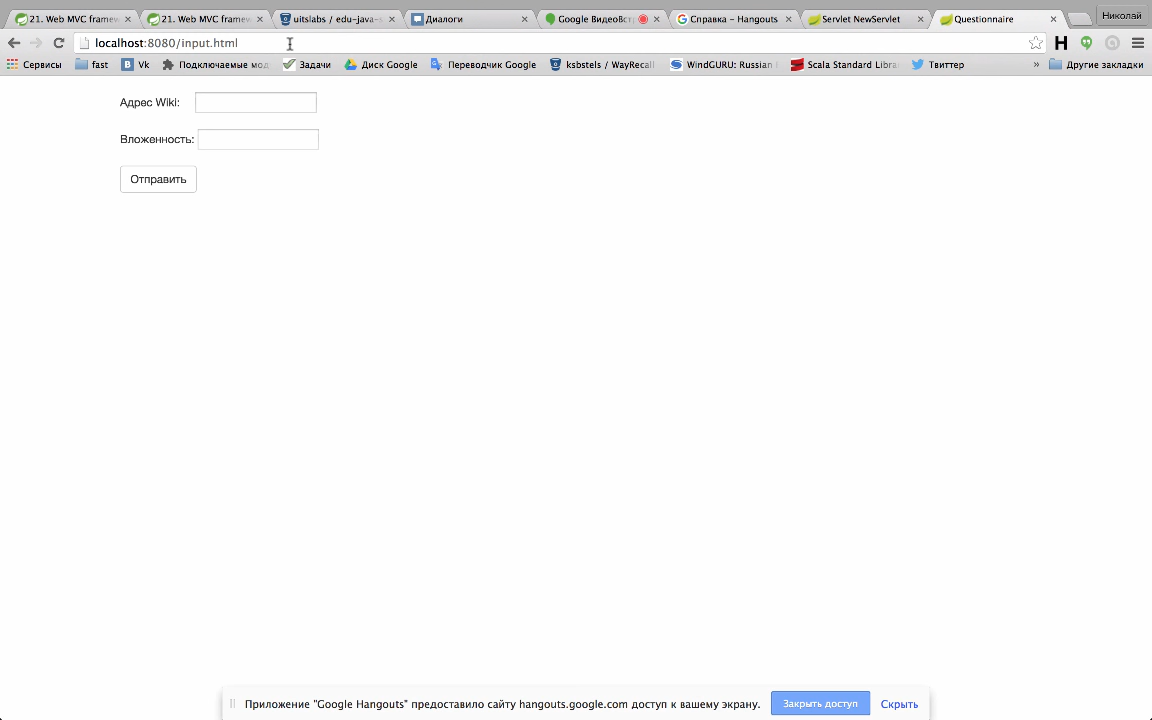 21. Web MVC framew
21. Web MVC framew
uitslabs / edu-java-s
Диалоги
Google ВидеоВст
Справка – Hangouts
Servlet NewServlet
Questionnaire
Николай
localhost:8080/input.html
Сервисы
fast
Vk
Подключаемые мод
Задачи
Диск Google
Переводчик Google
ksbstels / WayRecall
WindGURU: Russian
Scala Standard Libra
Твиттер
»
Другие закладки
Адрес Wiki:
Вложенность:
Отправить
Приложение "Google Hangouts" предоставило сайту hangouts.google.com доступ к вашему экрану.
Закрыть доступ
Скрыть